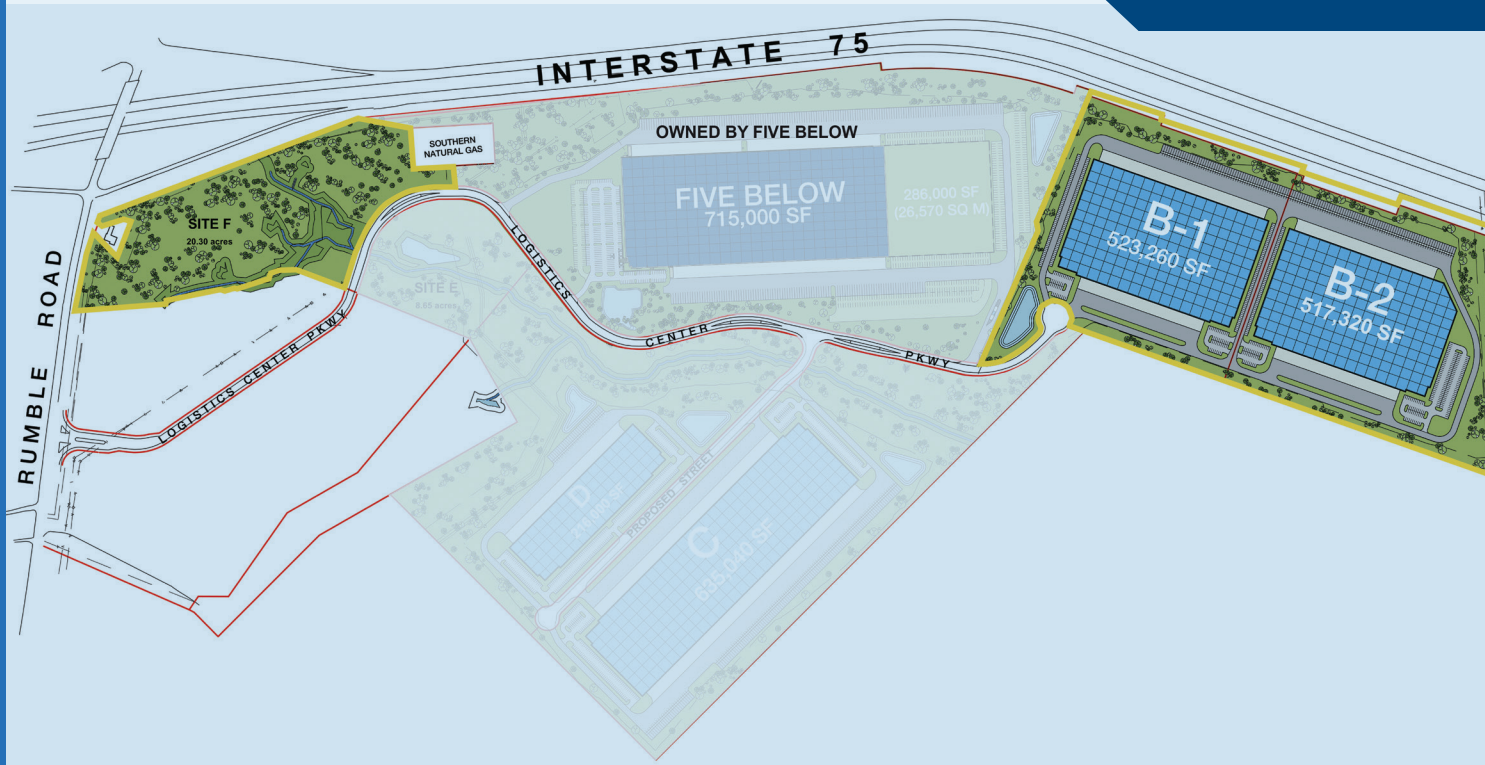 INTERSTATE 75
SOUTHERN
NATURAL GAS
OWNED BY FIVE BELOW
FIVE BELOW
715,000 SF
286,000 SF
(26,570 SQ M)
SITE F
20.30 acres
B-1
523,260 SF
B-2
517,320 SF
SITE E
LOGISTICS CENTER PKWY
LOGISTICS CENTER PKWY
RUMBLE ROAD
D
PROPOSED STREET
C
635,040 SF